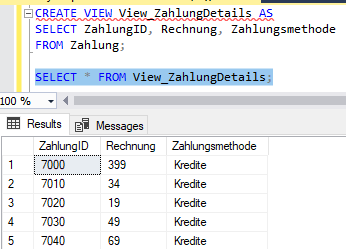 CREATE VIEW View_ZahlungDetails AS
SELECT ZahlungID, Rechnung, Zahlungsmethode
FROM Zahlung;
SELECT * FROM View_ZahlungDetails;
100 %
Results Messages
ZahlungID Rechnung Zahlungsmethode
1 7000 399 Kredite
2 7010 34 Kredite
3 7020 19 Kredite
4 7030 49 Kredite
5 7040 69 Kredite